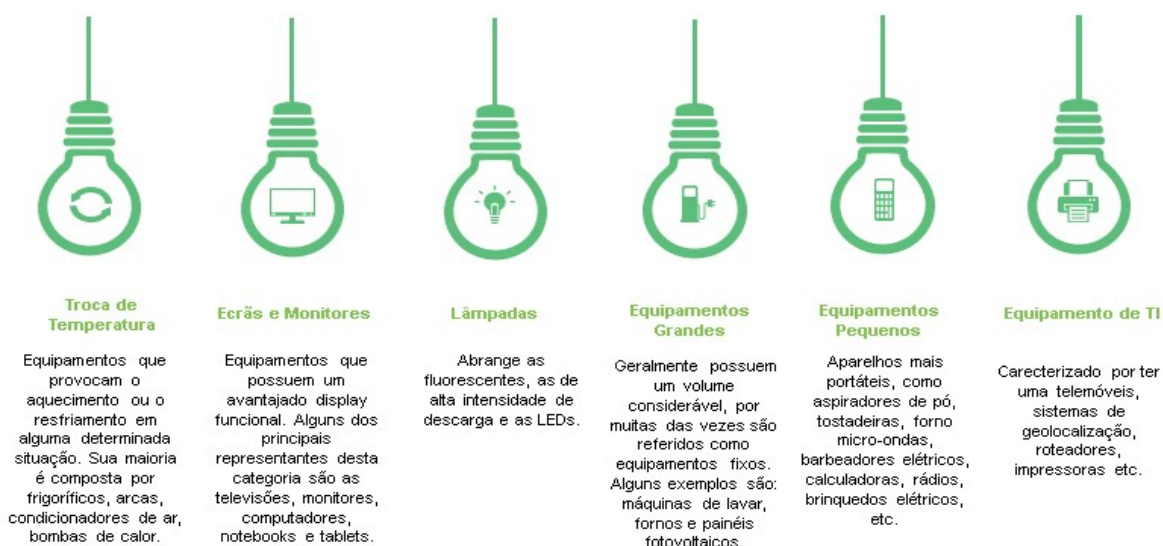 Troca de
Temperatura
Equipamentos que
provocam o
aquecimento ou o
resfriamento em
alguma determinada
situação. Sua maioria
é composta por
frigoríficos, arcas,
condicionadores de ar,
bombas de calor.
Ecrãs e Monitores
Equipamentos que
possuem um
avantajado display
funcional. Alguns dos
principais
representantes desta
categoria são as
televisões, monitores,
computadores,
notebooks e tablets.
Lâmpadas
Abrange as
fluorescentes, as de
alta intensidade de
descarga e as LEDs.
Equipamentos
Grandes
Geralmente possuem
um volume
considerável, por
muitas das vezes são
referidos como
equipamentos fixos.
Alguns exemplos são:
máquinas de lavar,
fornos e painéis
fotovoltaicos.
Equipamentos
Pequenos
Aparelhos mais
portáteis, como
aspiradores de pó,
tostadeiras, forno
micro-ondas,
barbeadores elétricos,
calculadoras, rádios,
brinquedos elétricos,
etc.
Equipamento de TI
Carecterizado por ter
uma telemóveis,
sistemas de
geolocalização,
roteadores,
impressoras etc.